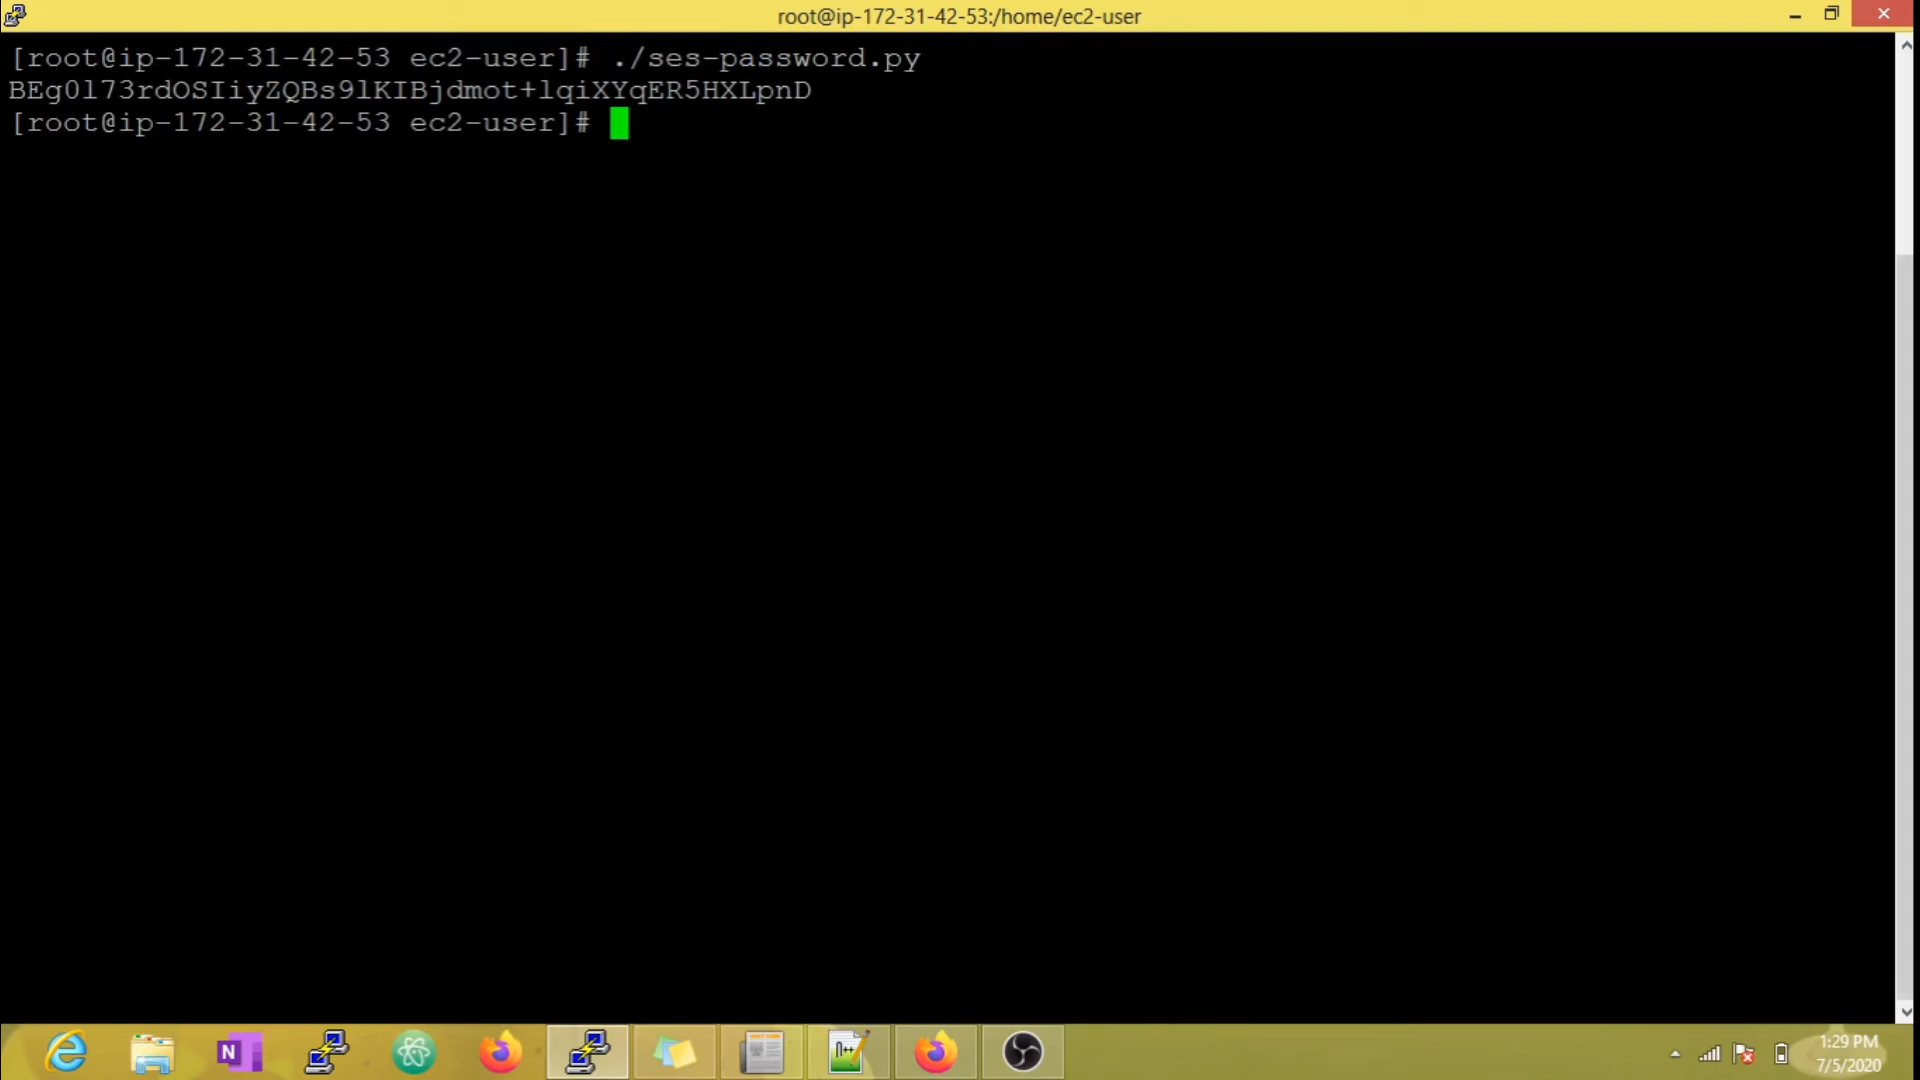 root@ip-172-31-42-53:/home/ec2-user
[root@ip-172-31-42-53 ec2-user]# ./ses-password.py
BEg0l73rdOSIiyZQBs9lKIBjdmot+lqiXYqER5HXLpnD
[root@ip-172-31-42-53 ec2-user]#
1:29 PM
7/5/2020